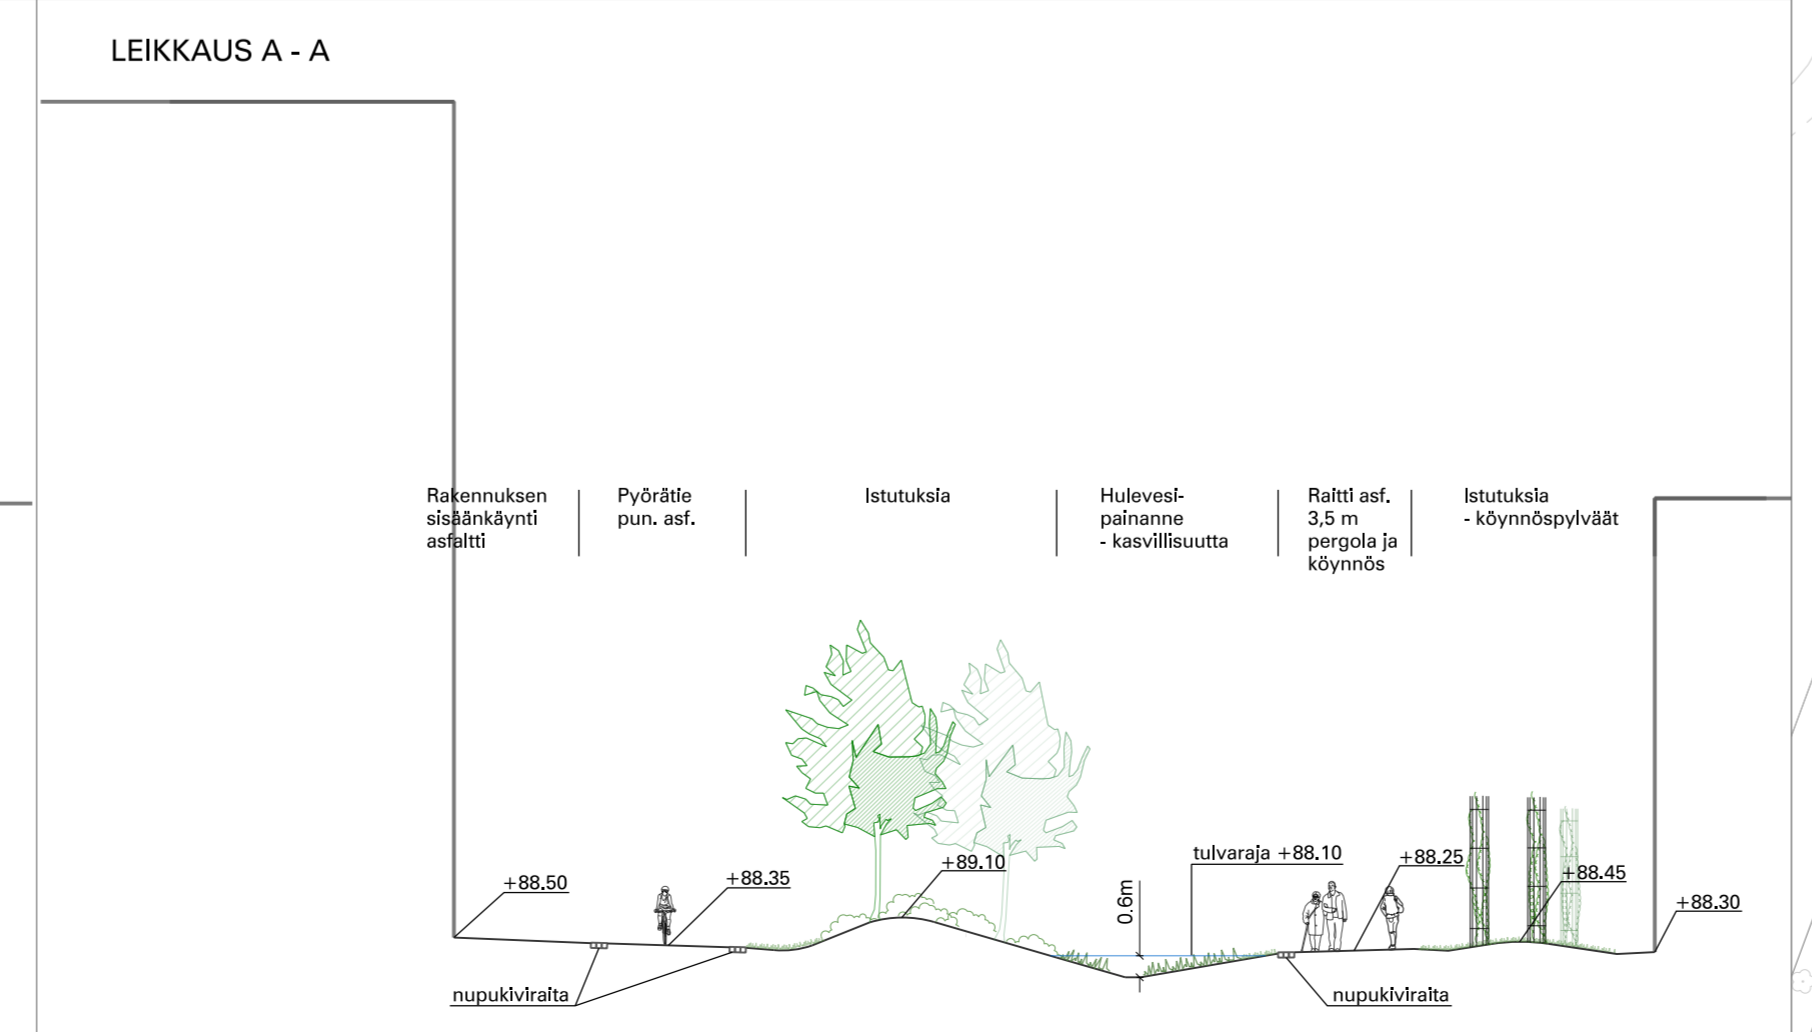 LEIKKAUS A - A
Rakennuksen
sisäänkäynti
asfaltti
Pyörätie
pun. asf.
Istutuksia
Hulevesi-
painanne
- kasvillisuutta
Raitti asf.
3,5 m
pergola ja
köynnös
Istutuksia
- köynnöspylväät
+88.50
+88.35
+89.10
0.6m
tulvaraja +88.10
+88.25
+88.45
+88.30
nupukiviraita
nupukiviraita